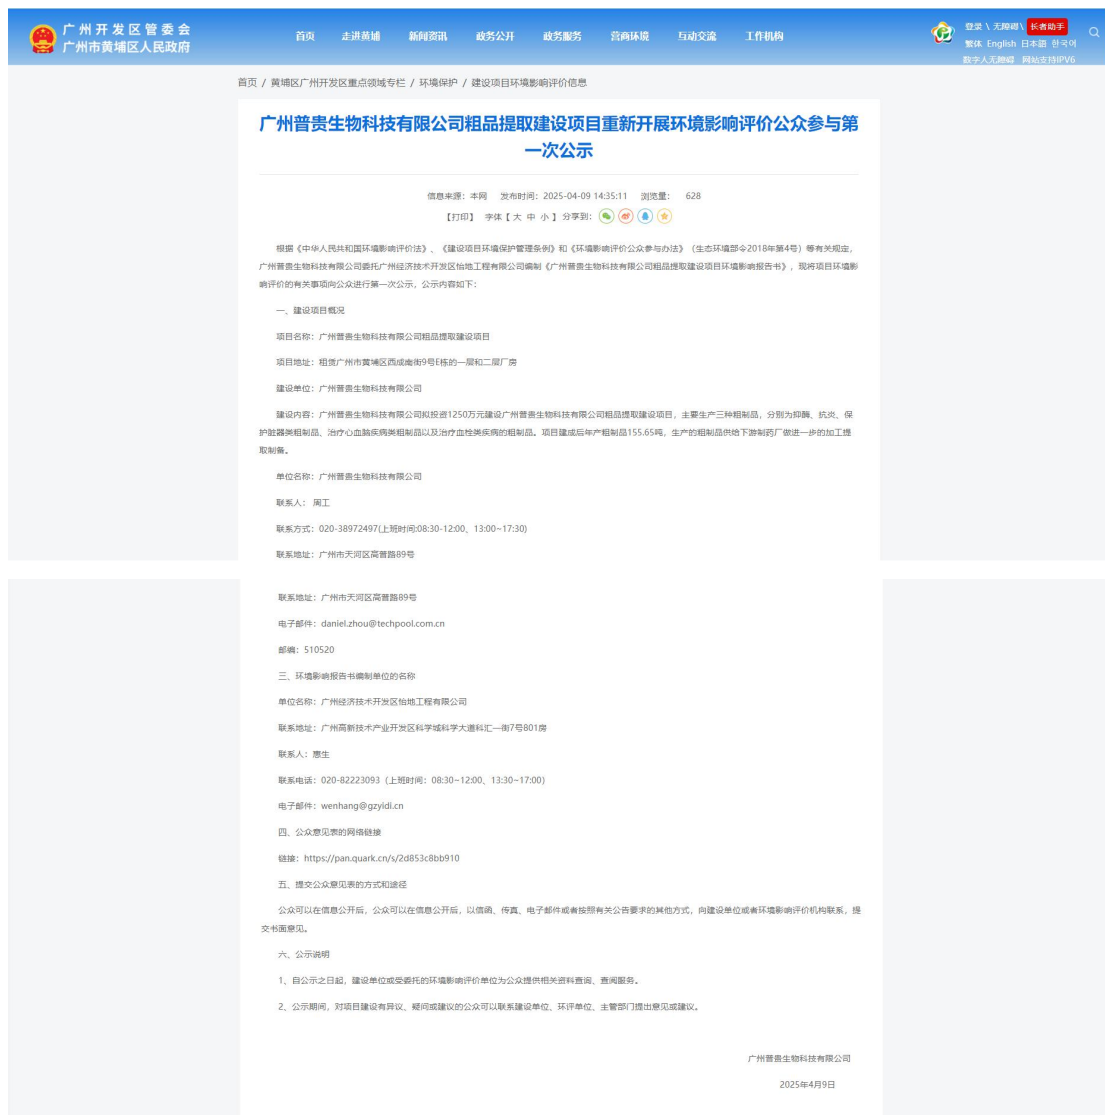 广州开发区管委会
广州市黄埔区人民政府
首页 走进黄埔 新闻资讯 政务公开 政务服务 营商环境 互动交流 工作机构
登录 \ 无障碍\ 长者助手
繁体 English 日本語 한국어
数字人无障碍 网站支持IPV6
首页 / 黄埔区广州开发区重点领域专栏 / 环境保护 / 建设项目环境影响评价信息
广州普贵生物科技有限公司粗品提取建设项目重新开展环境影响评价公众参与第
一次公示
信息来源：本网 发布时间：2025-04-09 14:35:11 浏览量： 628
【打印】 字体【 大 中 小 】 分享到：
根据《中华人民共和国环境影响评价法》、《建设项目环境保护管理条例》和《环境影响评价公众参与办法》（生态环境部令2018年第4号）等有关规定，
广州普贵生物科技有限公司委托广州经济技术开发区怡地工程有限公司编制《广州普贵生物科技有限公司粗品提取建设项目环境影响报告书》，现将项目环境影
响评价的有关事项向公众进行第一次公示，公示内容如下：
一、建设项目概况
项目名称：广州普贵生物科技有限公司粗品提取建设项目
项目地址：租赁广州市黄埔区西成南街9号E栋的一层和二层厂房
建设单位：广州普贵生物科技有限公司
建设内容：广州普贵生物科技有限公司拟投资1250万元建设广州普贵生物科技有限公司粗品提取建设项目，主要生产三种粗制品，分别为抑酶、抗炎、保
护脏器类粗制品、治疗心血脑疾病类粗制品以及治疗血栓类疾病的粗制品。项目建成后年产粗制品155.65吨，生产的粗制品供给下游制药厂做进一步的加工提
取制备。
单位名称：广州普贵生物科技有限公司
联系人： 周工
联系方式：020-38972497(上班时间:08:30-12:00、13:00~17:30)
联系地址：广州市天河区高普路89号
联系地址：广州市天河区高普路89号
电子邮件：daniel.zhou@techpool.com.cn
邮编：510520
三、环境影响报告书编制单位的名称
单位名称：广州经济技术开发区怡地工程有限公司
联系地址：广州高新技术产业开发区科学城科学大道科汇一街7号801房
联系人：惠生
联系电话：020-82223093（上班时间：08:30~12:00、13:30~17:00）
电子邮件：wenhang@gzyidi.cn
四、公众意见表的网络链接
链接：https://pan.quark.cn/s/2d853c8bb910
五、提交公众意见表的方式和途径
公众可以在信息公开后，公众可以在信息公开后，以信函、传真、电子邮件或者按照有关公告要求的其他方式，向建设单位或者环境影响评价机构联系，提
交书面意见。
六、公示说明
1、自公示之日起，建设单位或受委托的环境影响评价单位为公众提供相关资料查询、查阅服务。
2、公示期间，对项目建设有异议、疑问或建议的公众可以联系建设单位、环评单位、主管部门提出意见或建议。
广州普贵生物科技有限公司
2025年4月9日